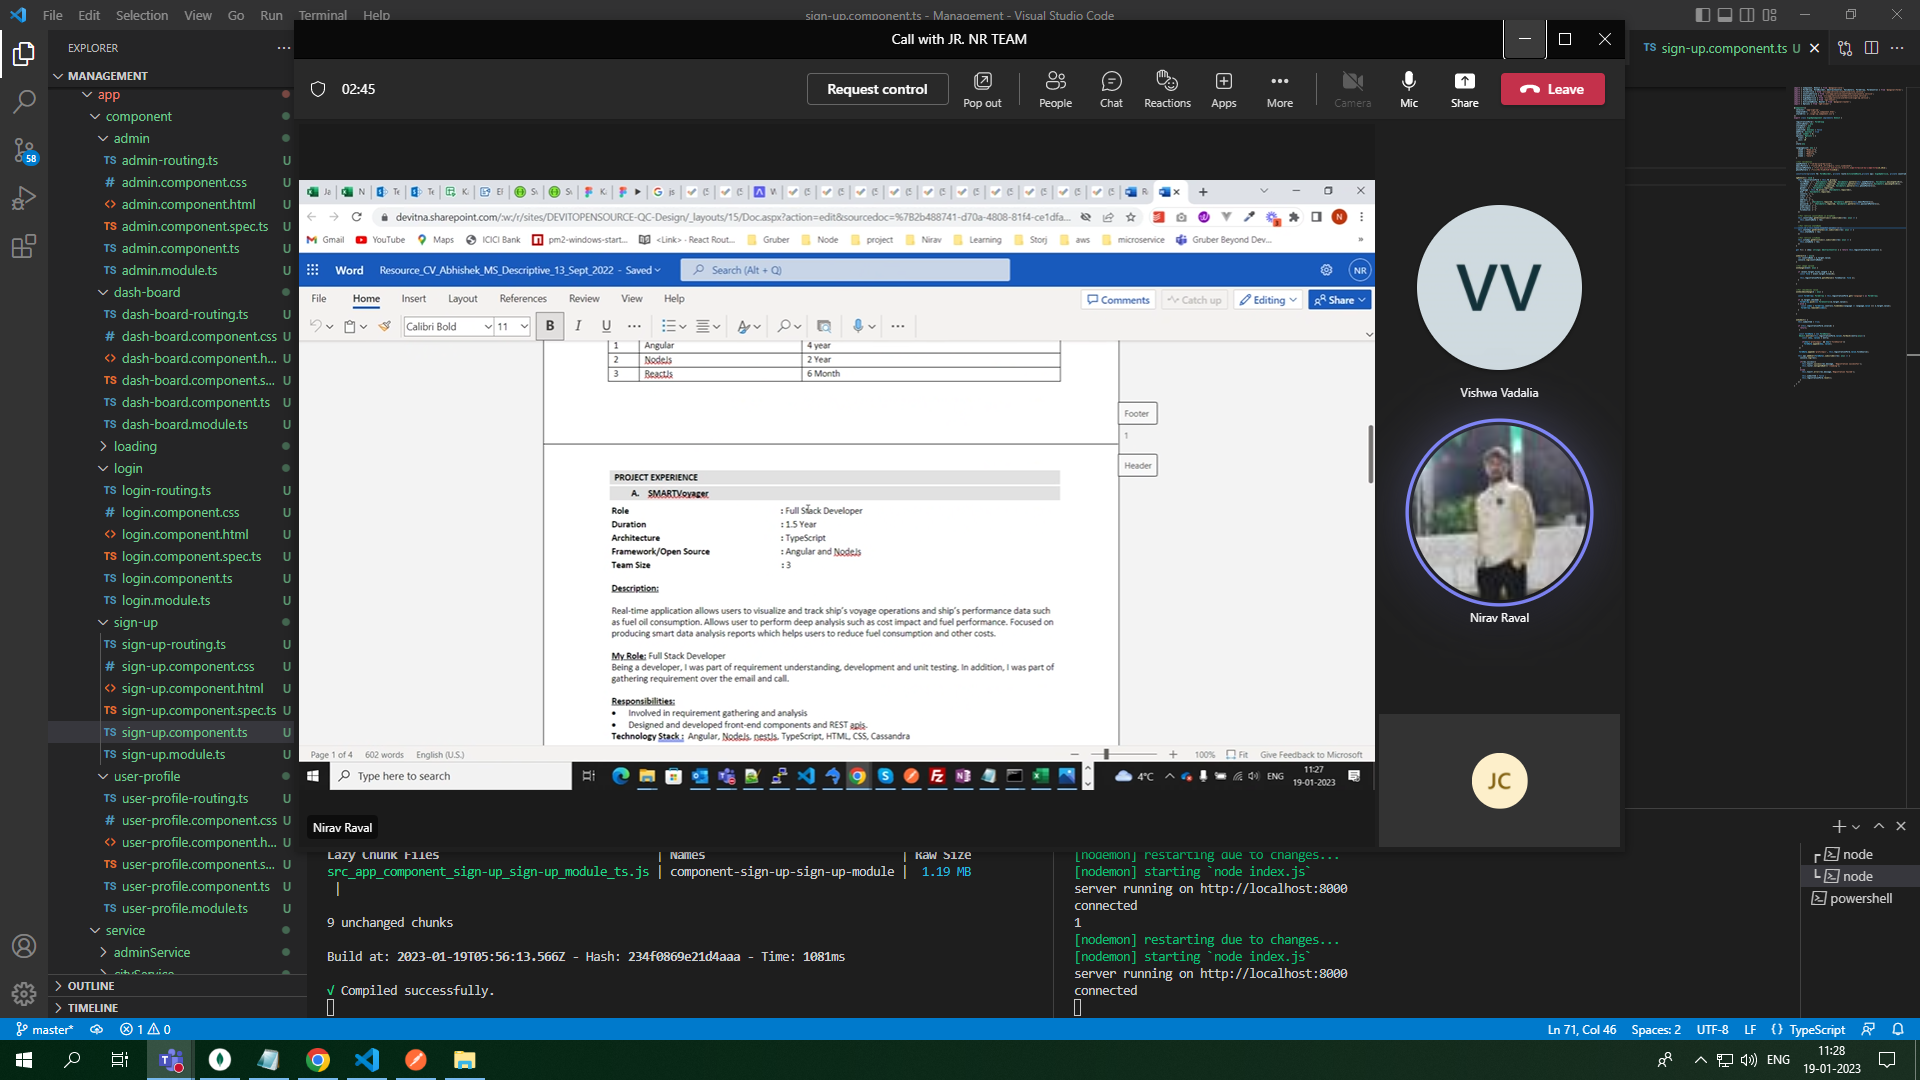 File Edit Selection View Go Run Terminal Help
sign-up.component.ts - Management - Visual Studio Code
EXPLORER
MANAGEMENT
app
component
admin
TS admin-routing.ts U
# admin.component.css U
<> admin.component.html U
TS admin.component.spec.ts U
TS admin.component.ts U
TS admin.module.ts U
dash-board
TS dash-board-routing.ts U
# dash-board.component.css U
<> dash-board.component.h... U
TS dash-board.component.s... U
TS dash-board.component.ts U
TS dash-board.module.ts U
loading
login
TS login-routing.ts U
# login.component.css U
<> login.component.html U
TS login.component.spec.ts U
TS login.component.ts U
TS login.module.ts U
sign-up
TS sign-up-routing.ts U
# sign-up.component.css U
<> sign-up.component.html U
TS sign-up.component.spec.ts U
TS sign-up.component.ts U
TS sign-up.module.ts U
user-profile
TS user-profile-routing.ts U
# user-profile.component.css U
<> user-profile.component.h... U
TS user-profile.component.s... U
TS user-profile.component.ts U
TS user-profile.module.ts U
service
adminService
OUTLINE
TIMELINE
58
TS sign-up.component.ts U
Call with JR. NR TEAM
02:45
Request control
Pop out
People
Chat
Reactions
Apps
More
Camera
Mic
Share
Leave
devitna.sharepoint.com/:w:/r/sites/DEVITOPENSOURCE-QC-Design/_layouts/15/Doc.aspx?action=edit&sourcedoc=%7B2b488741-d70a-4808-81f4-ce1dfa...
Gmail YouTube Maps ICICI Bank pm2-windows-start... <Link> - React Rout... Gruber Node project Nirav Learning Storj aws microservice Gruber Beyond Dev... »
Word Resource_CV_Abhishek_MS_Descriptive_13_Sept_2022 - Saved
Search (Alt + Q)
NR
File Home Insert Layout References Review View Help
Comments Catch up Editing Share
Calibri Bold 11 B I U
1 Angular 4 year
2 NodeJs 2 Year
3 ReactJs 6 Month
Footer
1
Header
PROJECT EXPERIENCE
A. SMARTVoyager
Role : Full Stack Developer
Duration : 1.5 Year
Architecture : TypeScript
Framework/Open Source : Angular and NodeJs
Team Size : 3
Description:
Real-time application allows users to visualize and track ship's voyage operations and ship's performance data such
as fuel oil consumption. Allows user to perform deep analysis such as cost impact and fuel performance. Focused on
producing smart data analysis reports which helps users to reduce fuel consumption and other costs.
My Role: Full Stack Developer
Being a developer, I was part of requirement understanding, development and unit testing. In addition, I was part of
gathering requirement over the email and call.
Responsibilities:
• Involved in requirement gathering and analysis
• Designed and developed front-end components and REST apis.
Technology Stack : Angular, NodeJs, nestJs, TypeScript, HTML, CSS, Cassandra
Page 1 of 4 602 words English (U.S.)
100% Fit Give Feedback to Microsoft
Type here to search
4°C ENG
11:27
19-01-2023
Nirav Raval
VV
Vishwa Vadalia
Nirav Raval
JC
Lazy Chunk Files | Names | Raw Size
src_app_component_sign-up_sign-up_module_ts.js | component-sign-up-sign-up-module | 1.19 MB
|
9 unchanged chunks
Build at: 2023-01-19T05:56:13.566Z - Hash: 234f0869e21d4aaa - Time: 1081ms
√ Compiled successfully.
[nodemon] restarting due to changes...
[nodemon] starting `node index.js`
server running on http://localhost:8000
connected
1
[nodemon] restarting due to changes...
[nodemon] starting `node index.js`
server running on http://localhost:8000
connected
node
node
powershell
master* 1 0
Ln 71, Col 46 Spaces: 2 UTF-8 LF {} TypeScript
ENG
11:28
19-01-2023